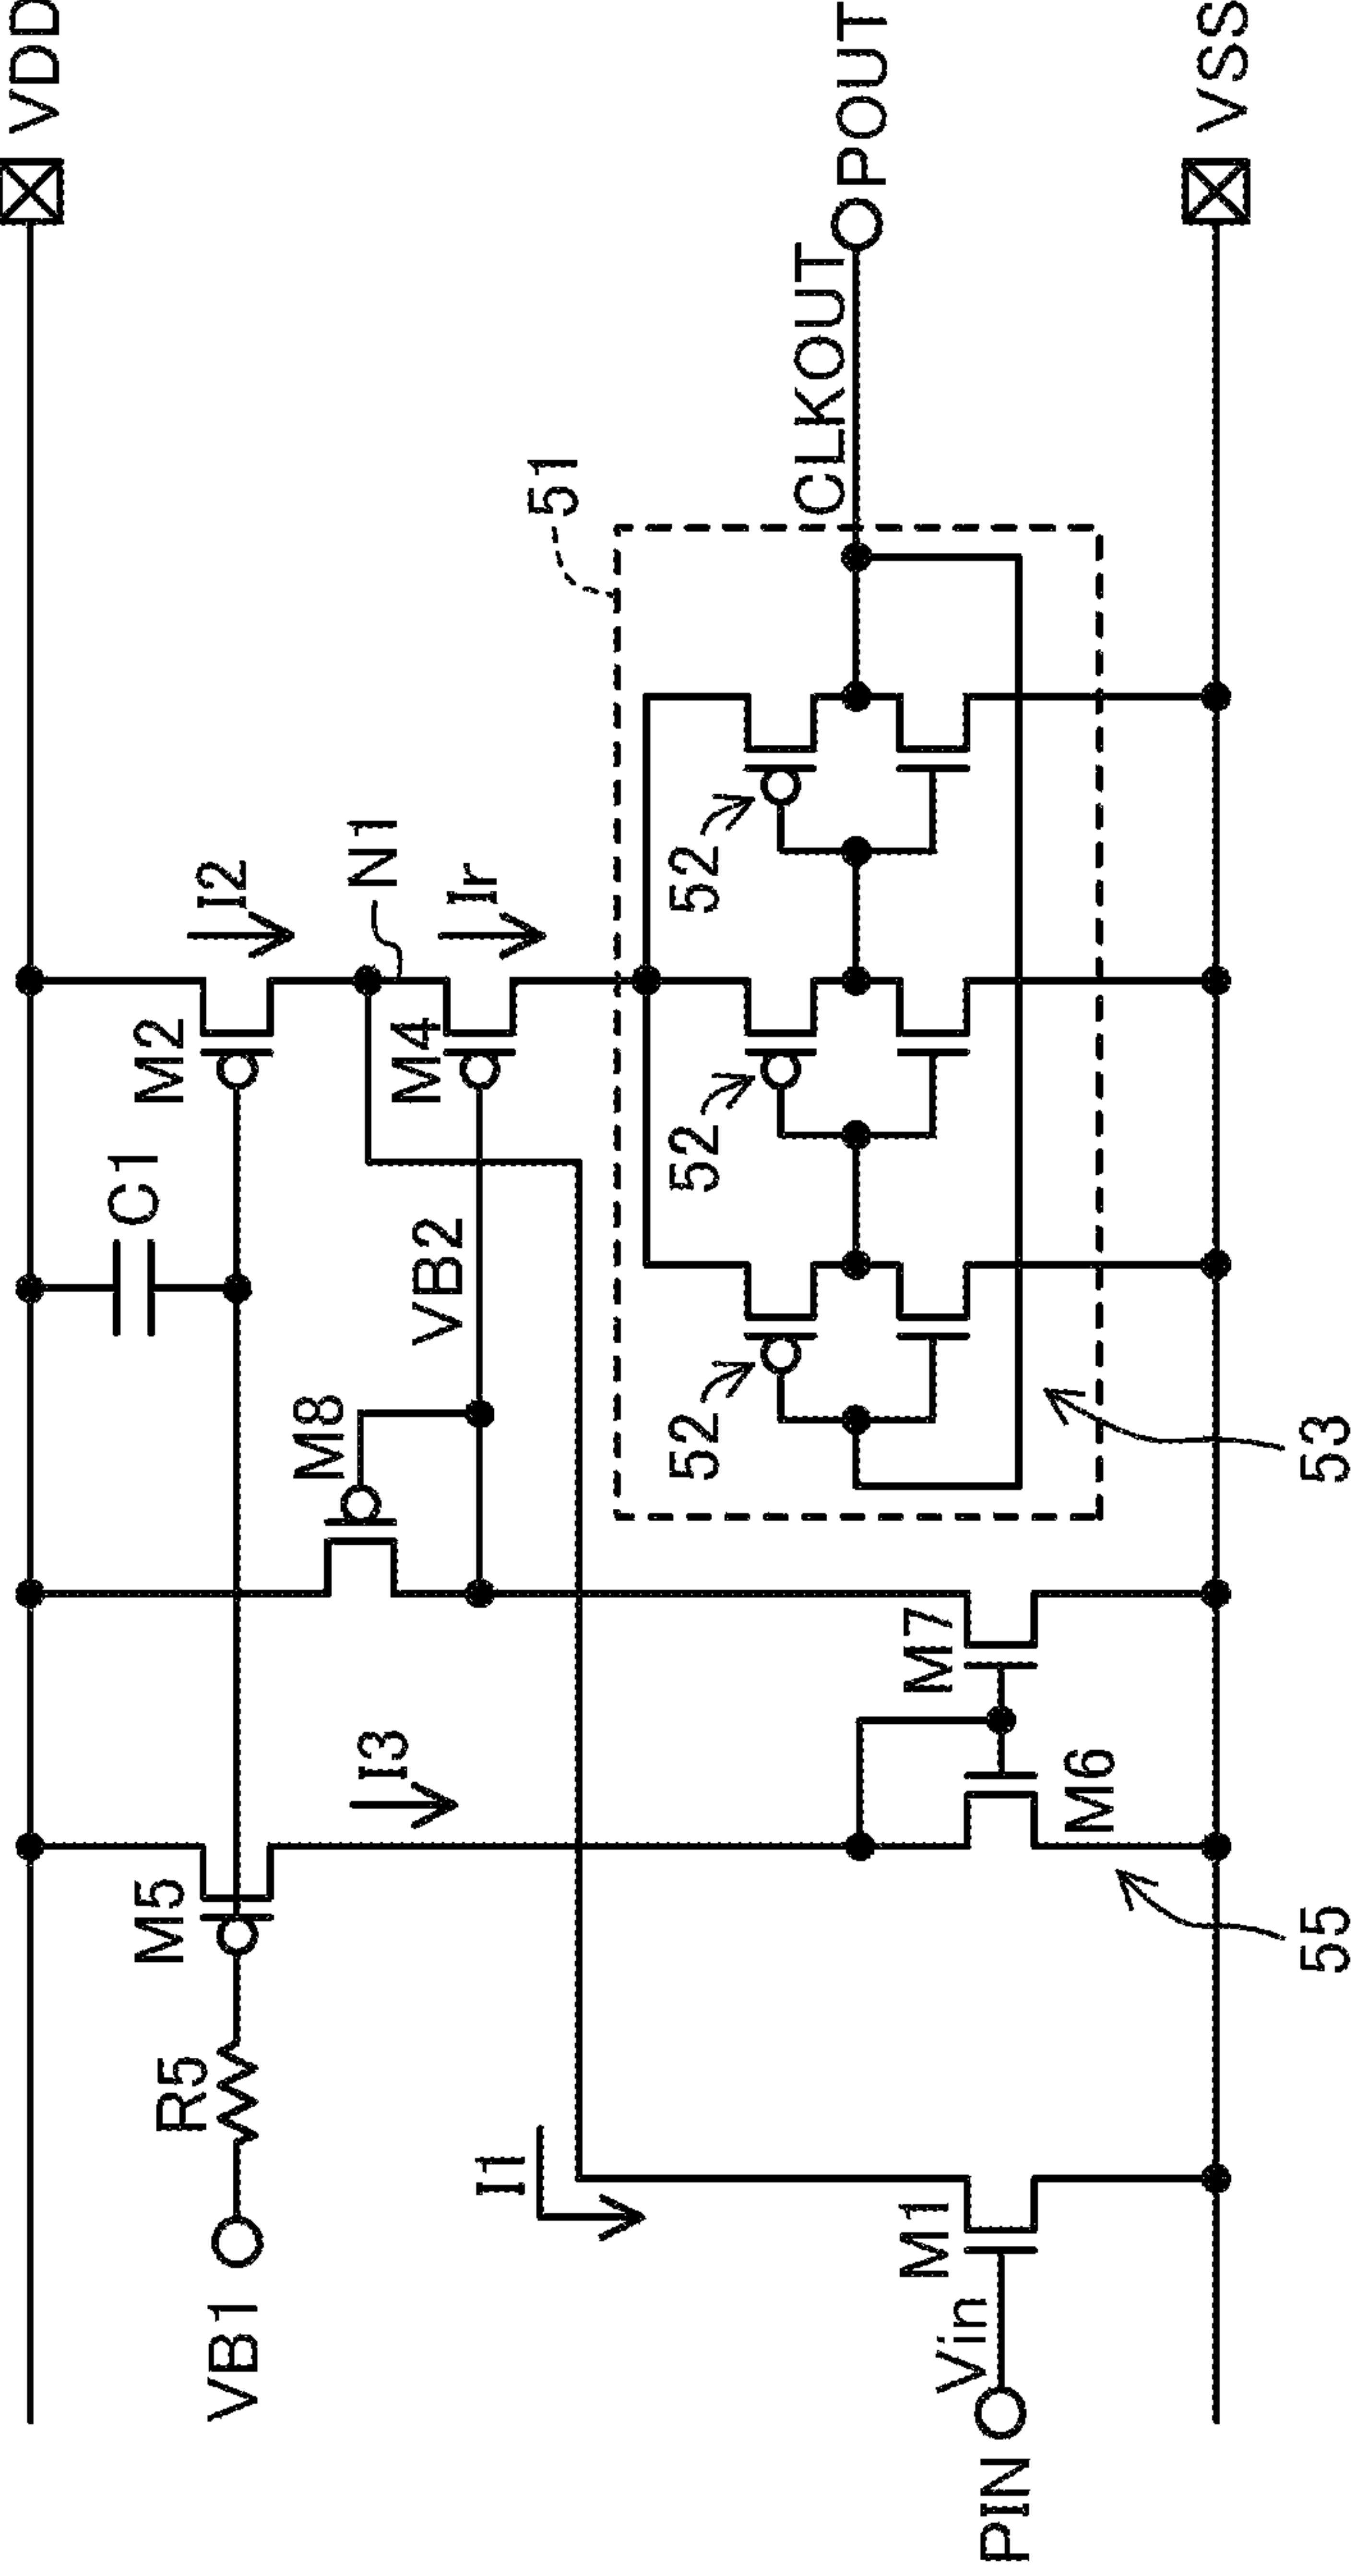 VDD
I2
M2
C1
N1
Ir
M4
VB2
M8
M5
R5
VB1
I3
I1
51
52
52
52
CLKOUT
POUT
M7
M6
M1
Vin
PIN
53
55
VSS